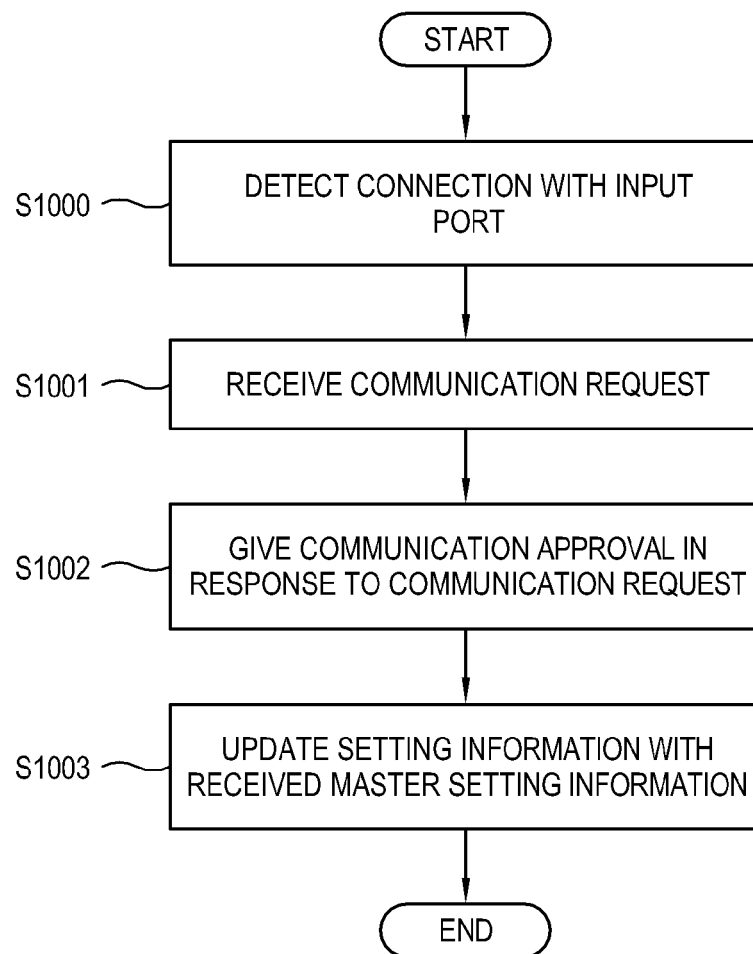 START
S1000
DETECT CONNECTION WITH INPUT
PORT
S1001
RECEIVE COMMUNICATION REQUEST
S1002
GIVE COMMUNICATION APPROVAL IN
RESPONSE TO COMMUNICATION REQUEST
S1003
UPDATE SETTING INFORMATION WITH
RECEIVED MASTER SETTING INFORMATION
END